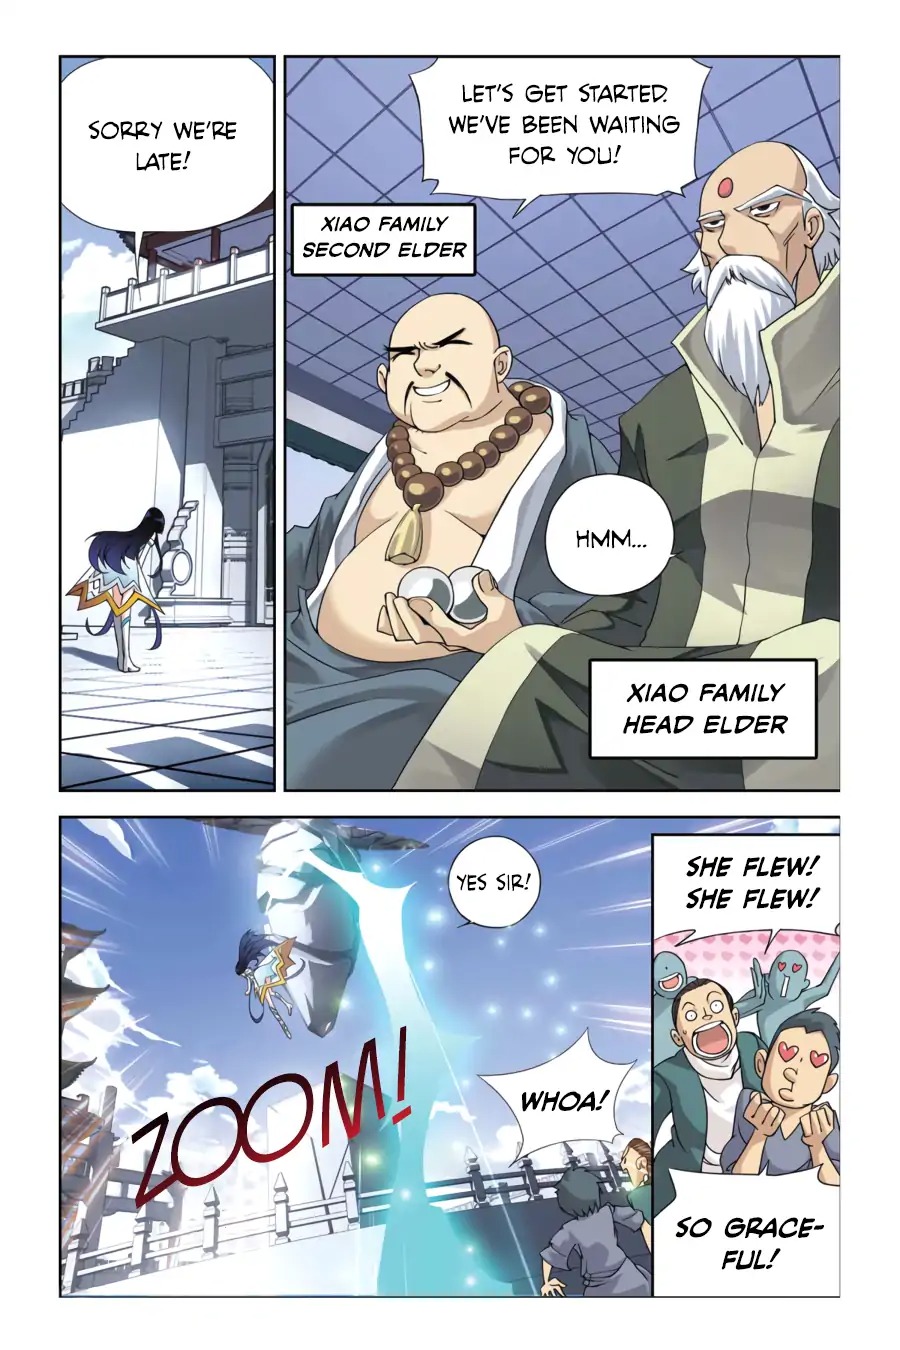 SORRY WE'RE
LATE!
LET'S GET STARTED.
WE'VE BEEN WAITING
FOR YOU!
XIAO FAMILY
SECOND ELDER
HMM...
XIAO FAMILY
HEAD ELDER
YES SIR!
ZOOM!
WHOA!
SHE FLEW!
SHE FLEW!
SO GRACE-
FUL!